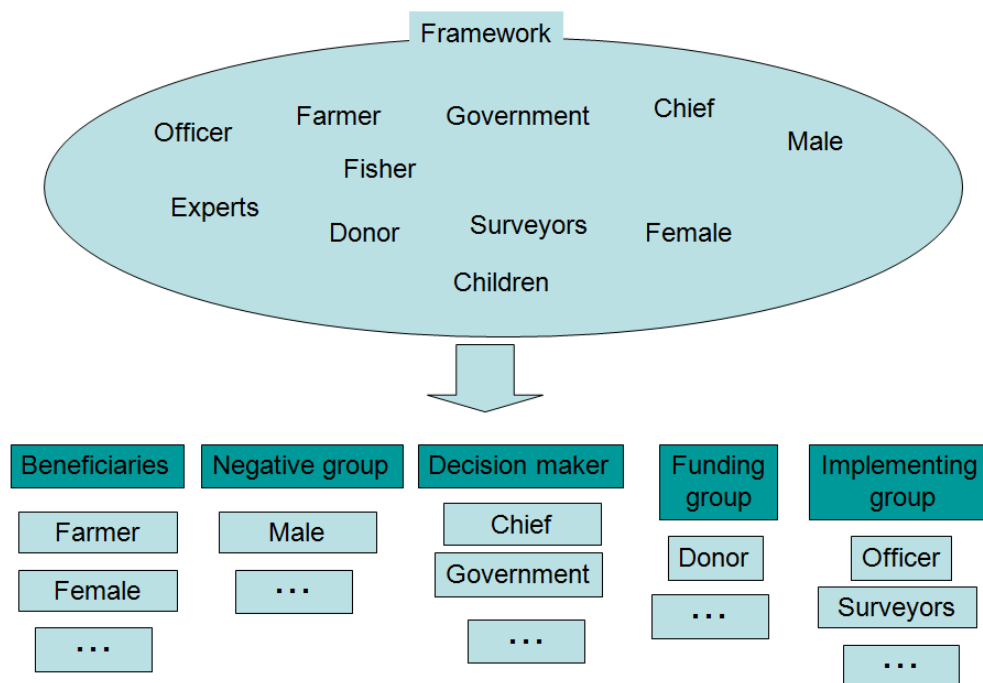 Framework
Officer
Farmer
Government
Chief
Male
Fisher
Experts
Donor
Surveyors
Female
Children
Beneficiaries
Farmer
Female
...
Negative group
Male
...
Decision maker
Chief
Government
...
Funding
group
Donor
...
Implementing
group
Officer
Surveyors
...